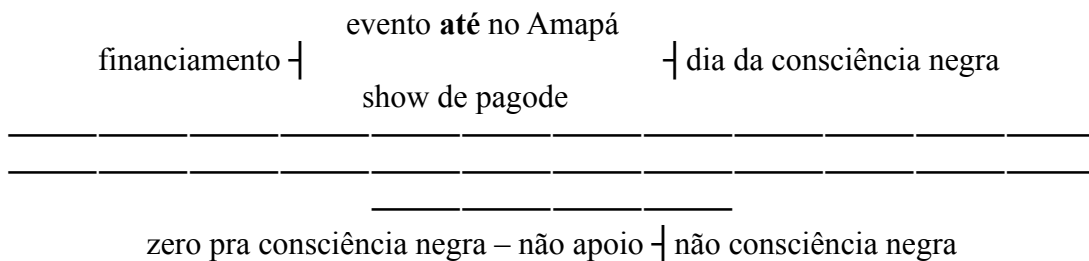 evento até no Amapá
financiamento ┤ ┤ dia da consciência negra
show de pagode
zero pra consciência negra – não apoio ┤ não consciência negra